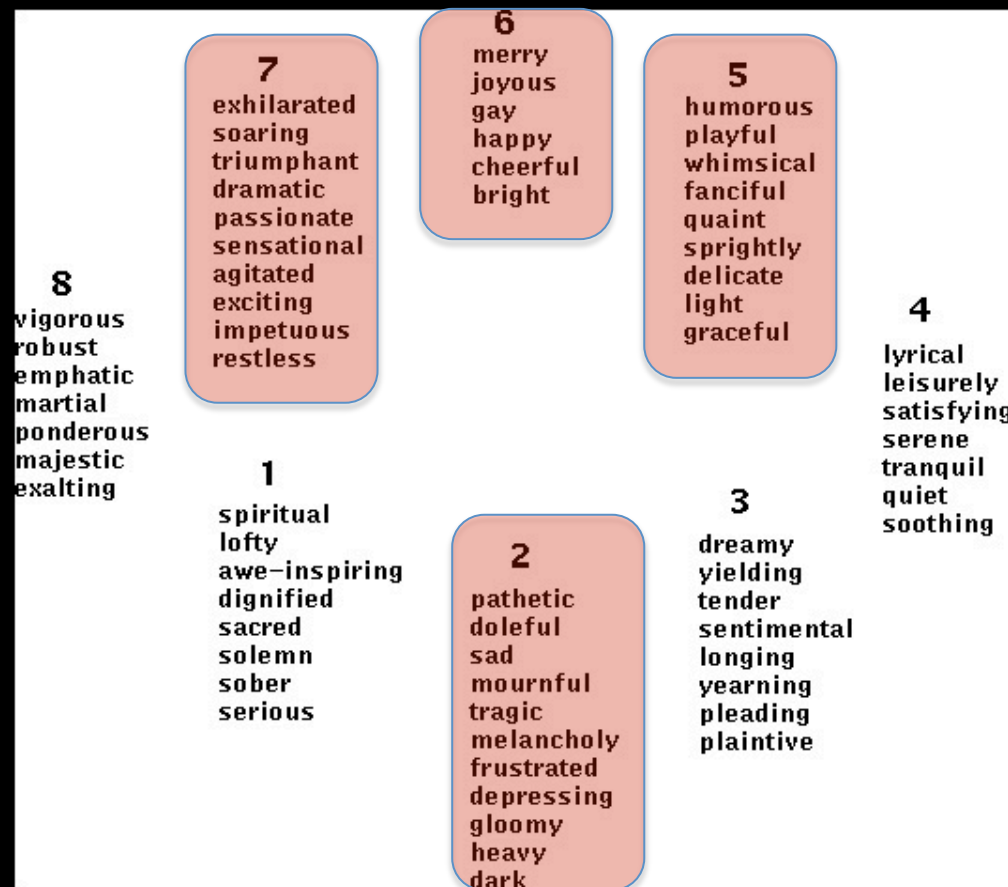 6
merry
joyous
gay
happy
cheerful
bright
7
exhilarated
soaring
triumphant
dramatic
passionate
sensational
agitated
exciting
impetuous
restless
5
humorous
playful
whimsical
fanciful
quaint
sprightly
delicate
light
graceful
8
vigorous
robust
emphatic
martial
ponderous
majestic
exalting
4
lyrical
leisurely
satisfying
serene
tranquil
quiet
soothing
1
spiritual
lofty
awe-inspiring
dignified
sacred
solemn
sober
serious
2
pathetic
doleful
sad
mournful
tragic
melancholy
frustrated
depressing
gloomy
heavy
dark
3
dreamy
yielding
tender
sentimental
longing
yearning
pleading
plaintive